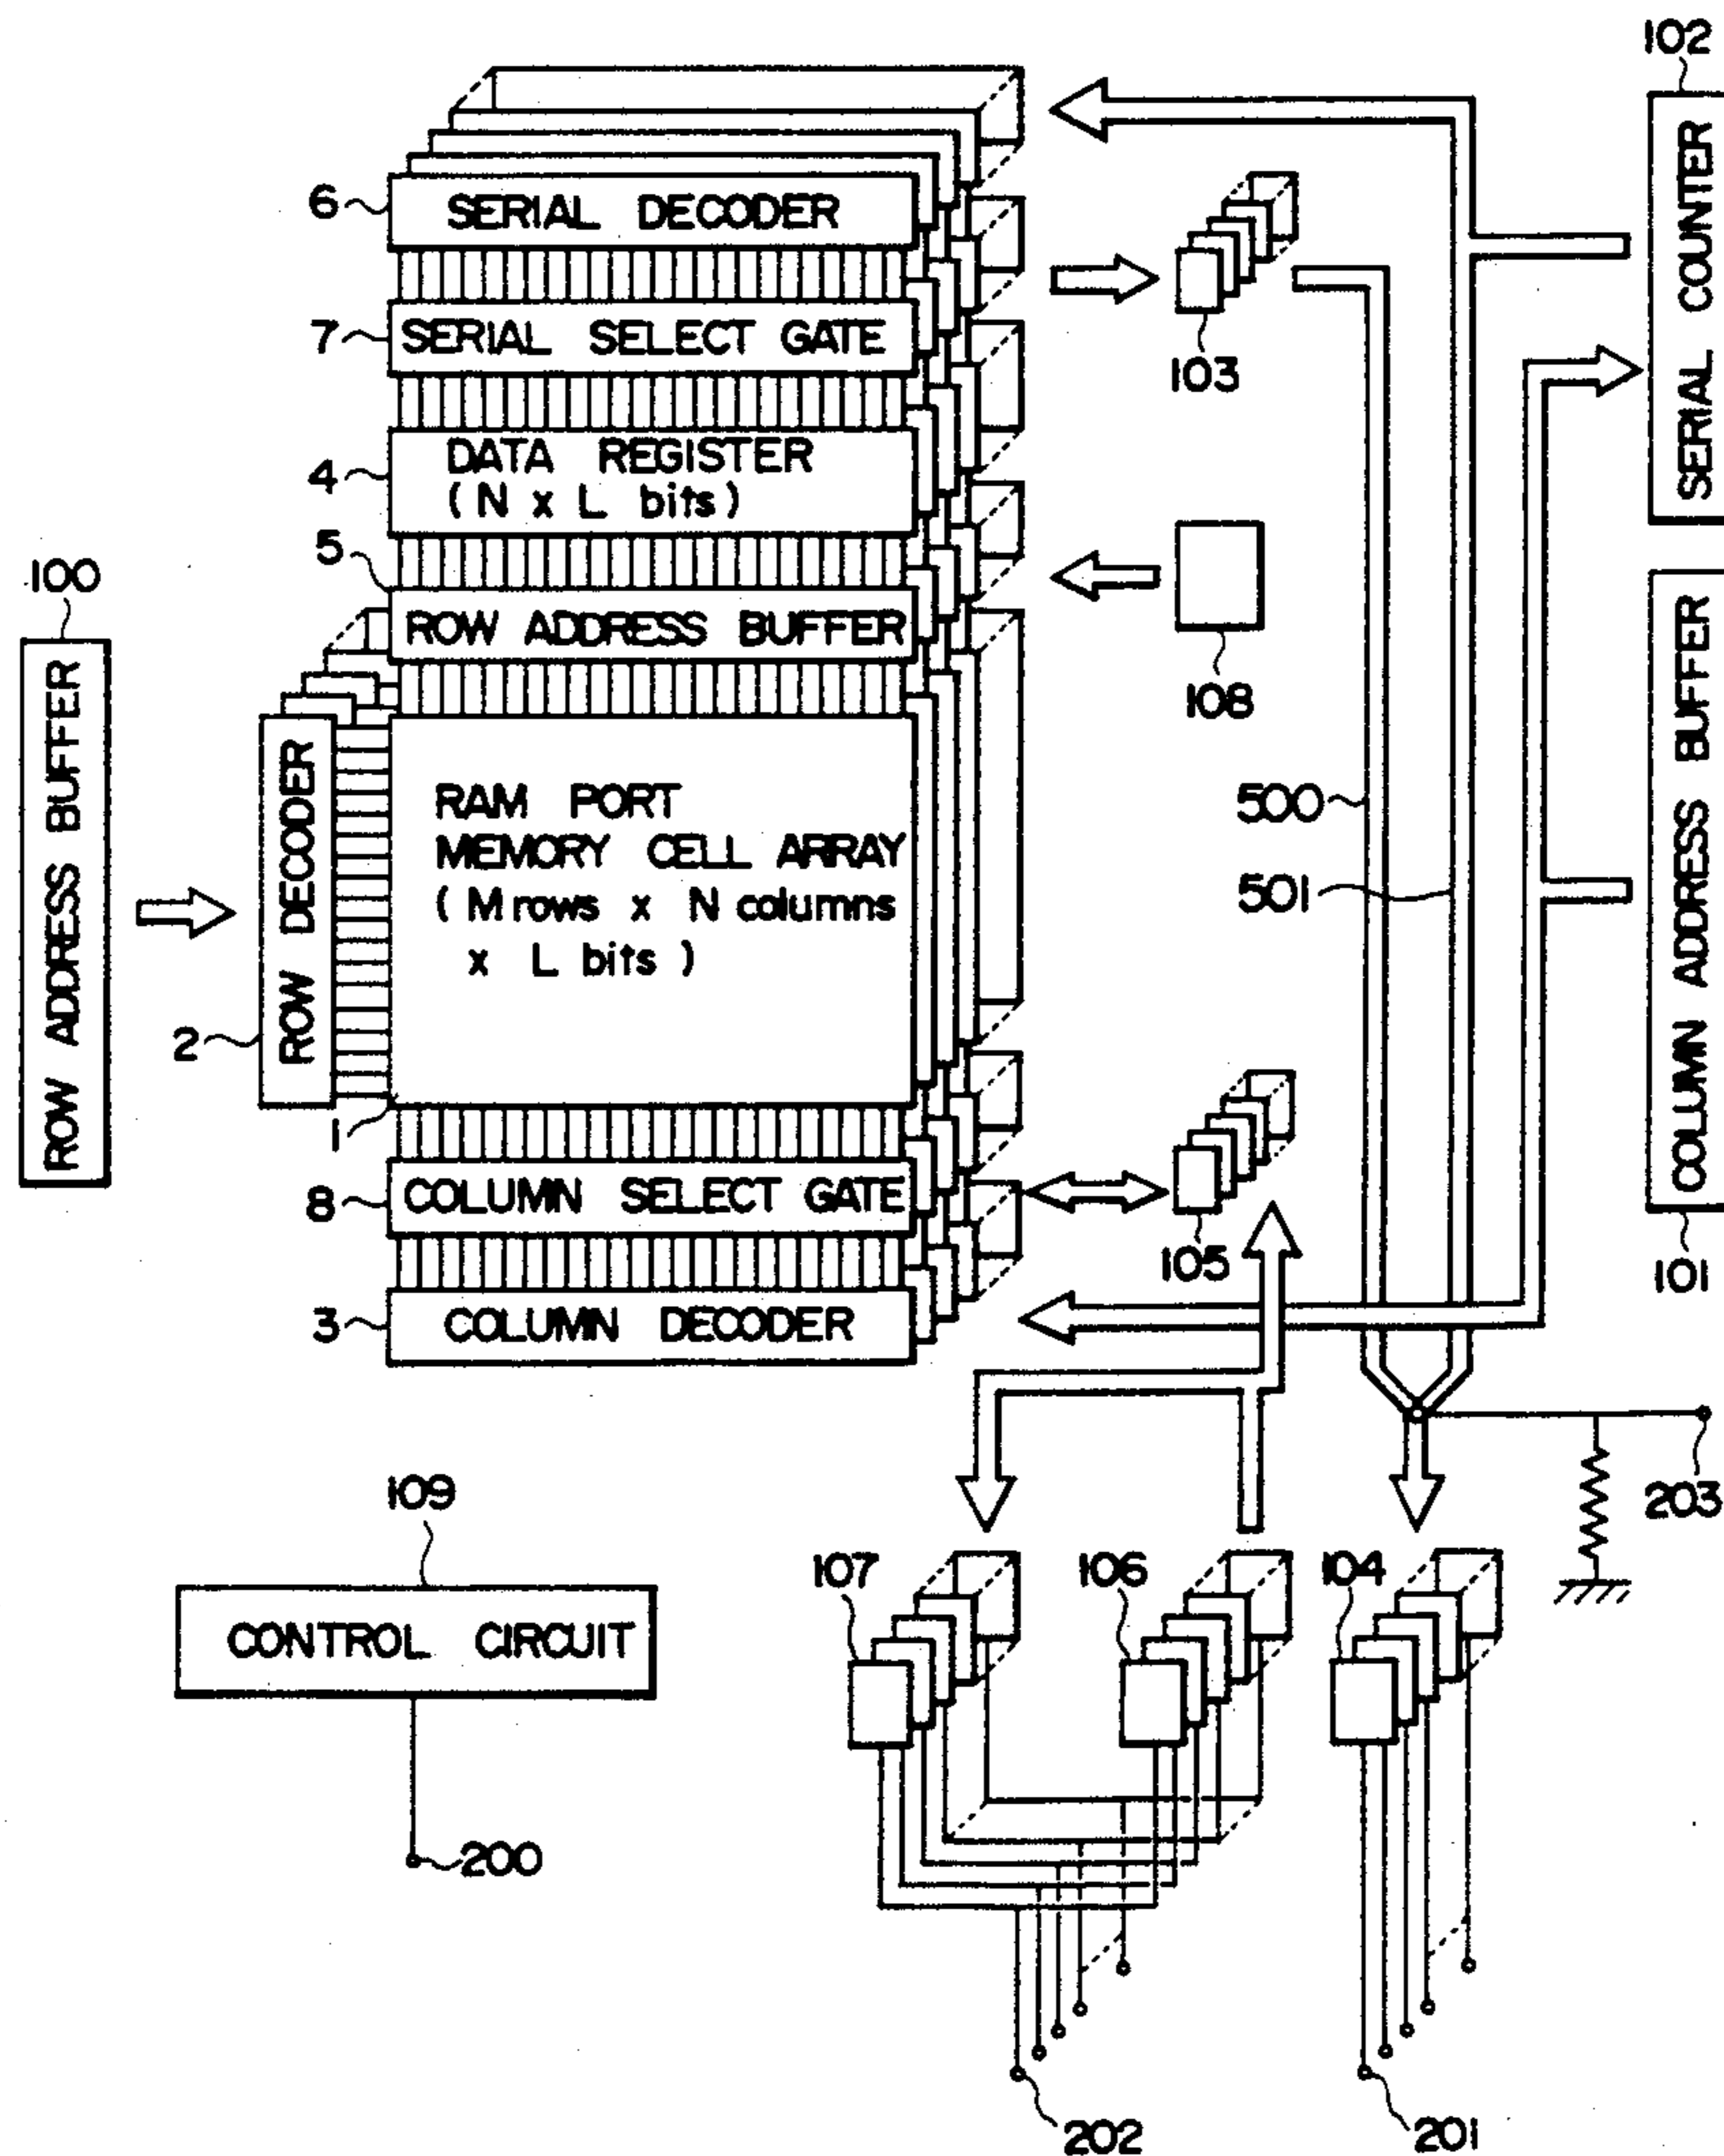 102
SERIAL COUNTER
6
SERIAL DECODER
7
SERIAL SELECT GATE
103
4
DATA REGISTER
(N x L bits)
5
ROW ADDRESS BUFFER
108
100
ROW ADDRESS BUFFER
2
ROW DECODER
RAM PORT
MEMORY CELL ARRAY
(M rows x N columns
x L bits)
1
500
501
COLUMN ADDRESS BUFFER
101
8
COLUMN SELECT GATE
105
3
COLUMN DECODER
203
109
CONTROL CIRCUIT
200
107
106
104
202
201